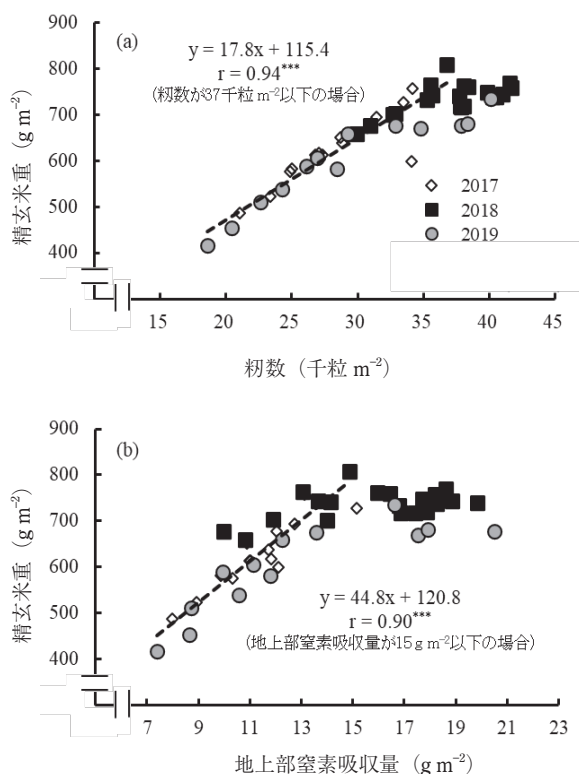 (a)
y = 17.8x + 115.4
r = 0.94***
(籾数が37千粒 m⁻²以下の場合)
900
800
700
600
500
400
精玄米重 (g m⁻²)
2017
2018
2019
15 20 25 30 35 40 45
籾数 (千粒 m⁻²)
(b)
900
800
700
600
500
400
精玄米重 (g m⁻²)
y = 44.8x + 120.8
r = 0.90***
(地上部窒素吸収量が15 g m⁻²以下の場合)
7 9 11 13 15 17 19 21 23
地上部窒素吸収量 (g m⁻²)